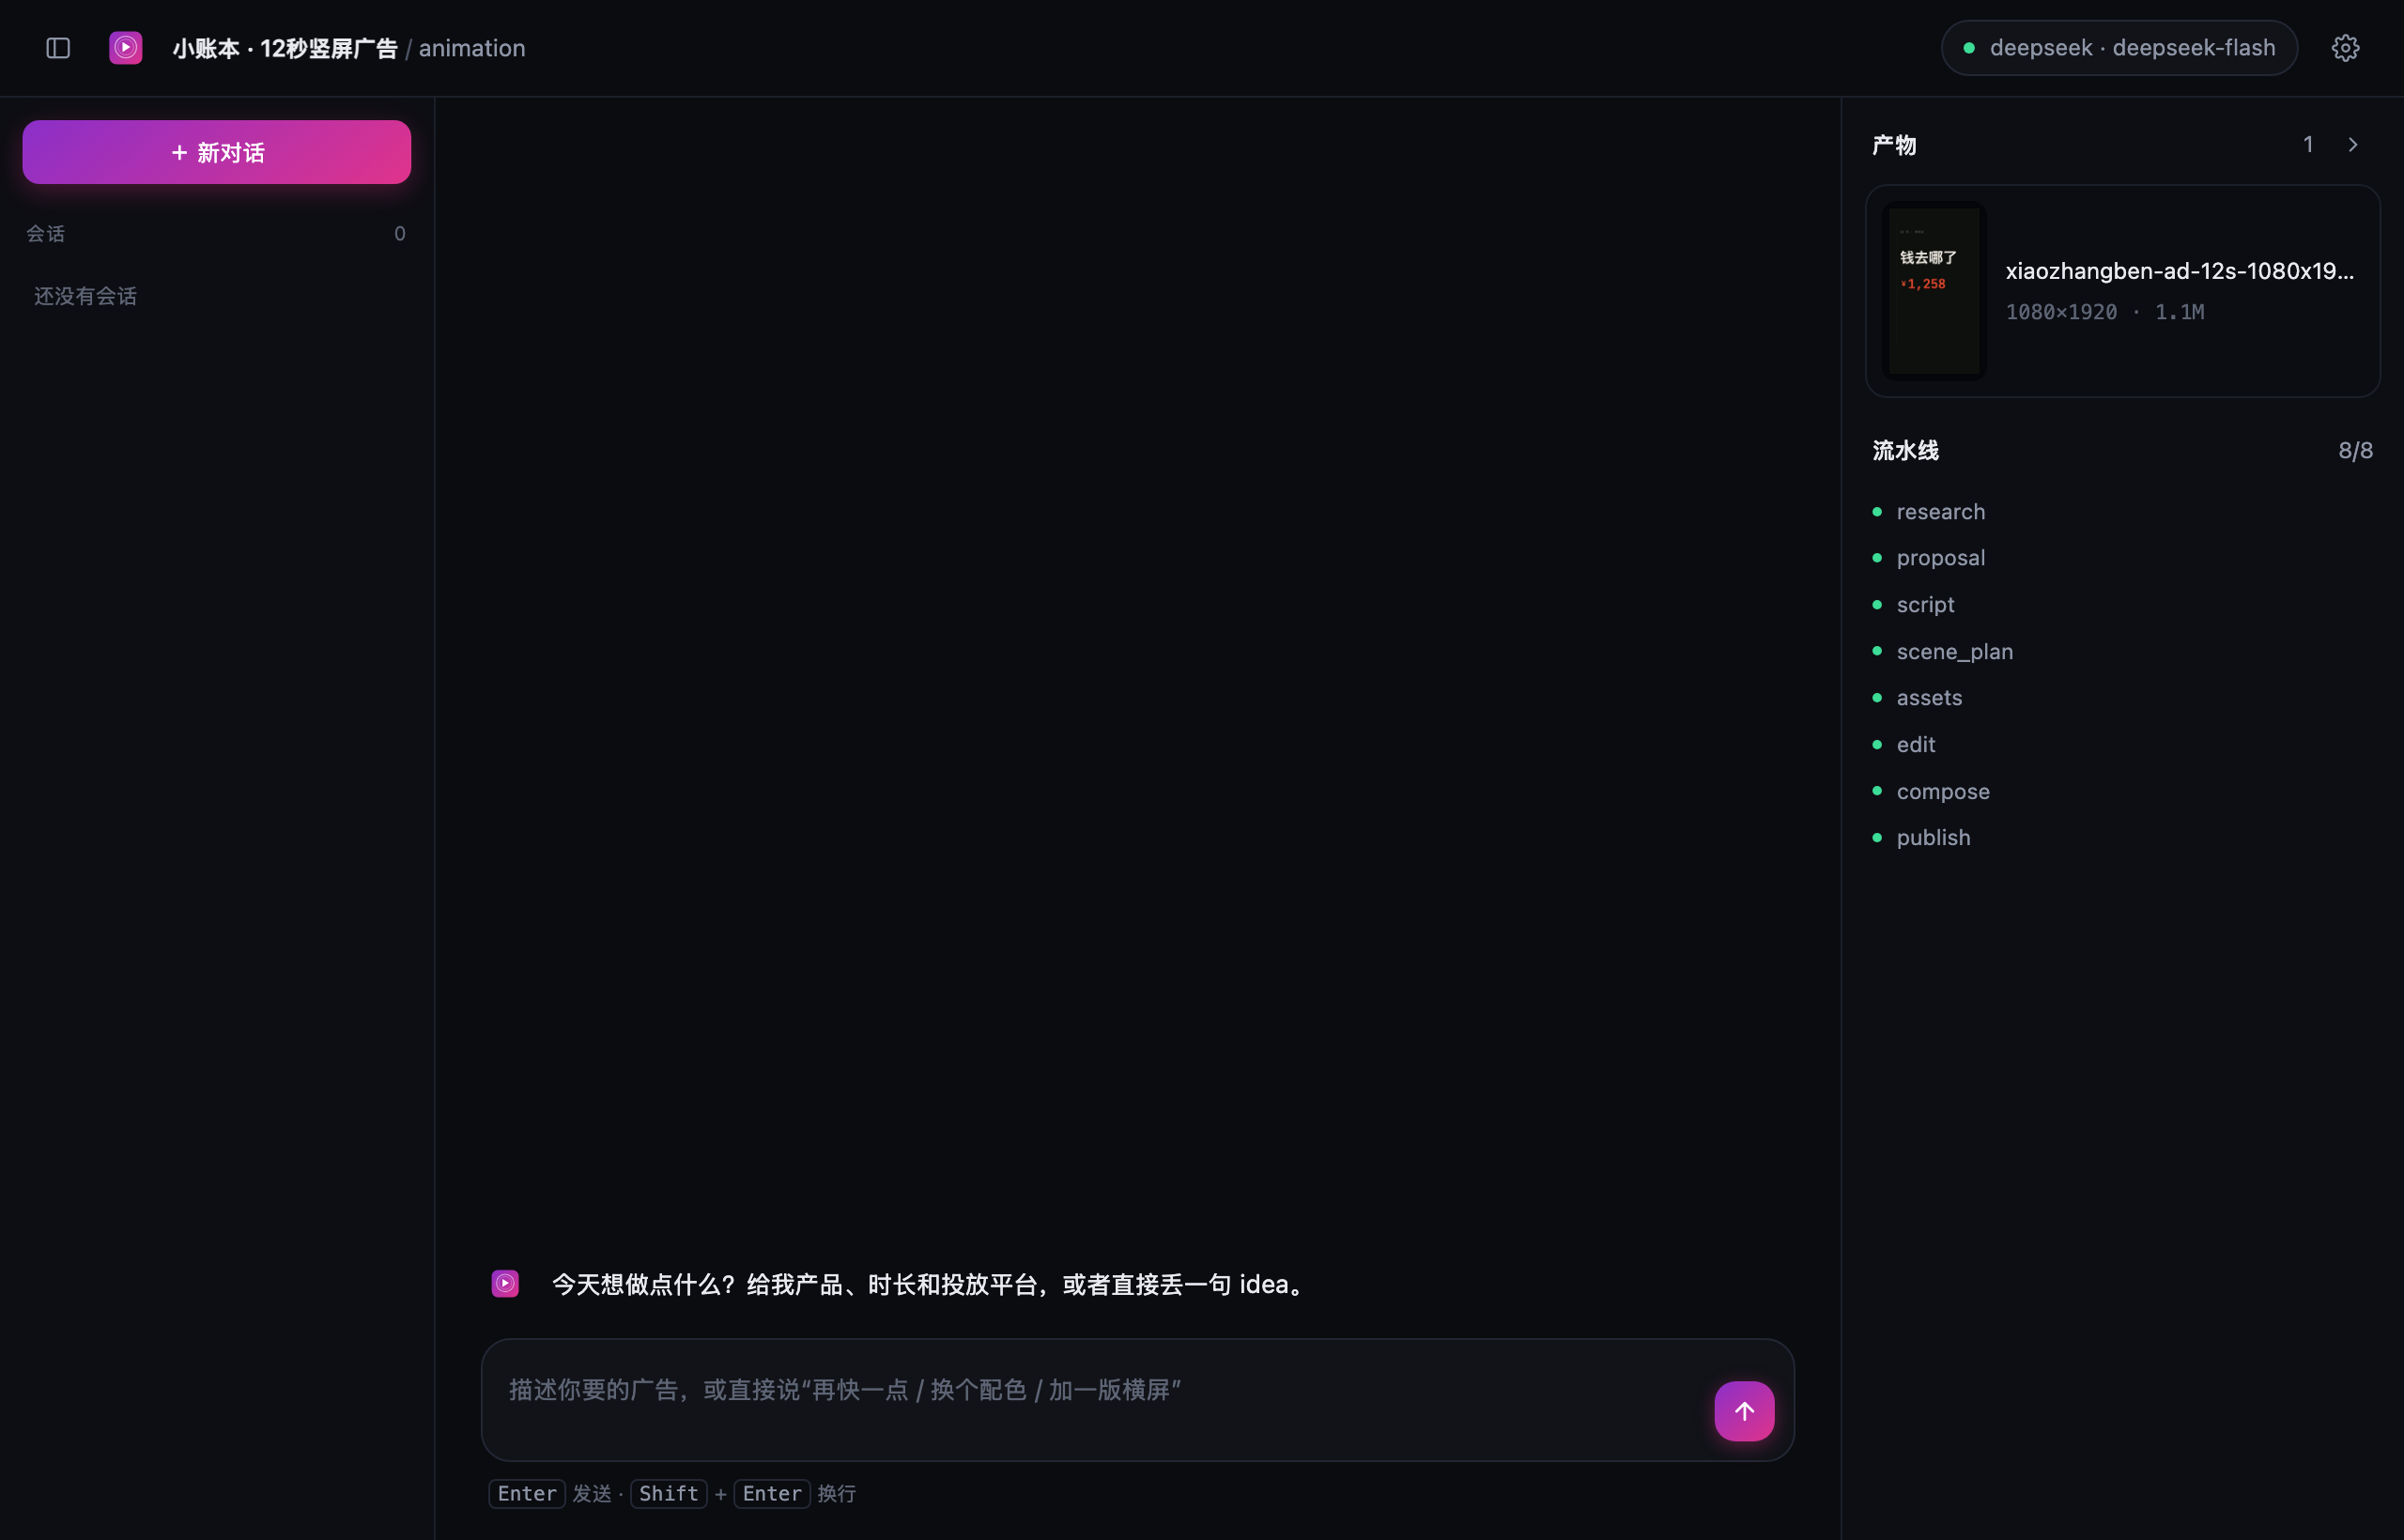 小账本 · 12秒竖屏广告 / animation
deepseek · deepseek-flash
+ 新对话
会话 0
还没有会话
产物 1
钱去哪了
¥1,258
xiaozhangben-ad-12s-1080x19...
1080×1920 · 1.1M
流水线 8/8
research
proposal
script
scene_plan
assets
edit
compose
publish
今天想做点什么？给我产品、时长和投放平台，或者直接丢一句 idea。
描述你要的广告，或直接说“再快一点 / 换个配色 / 加一版横屏”
Enter 发送 · Shift + Enter 换行